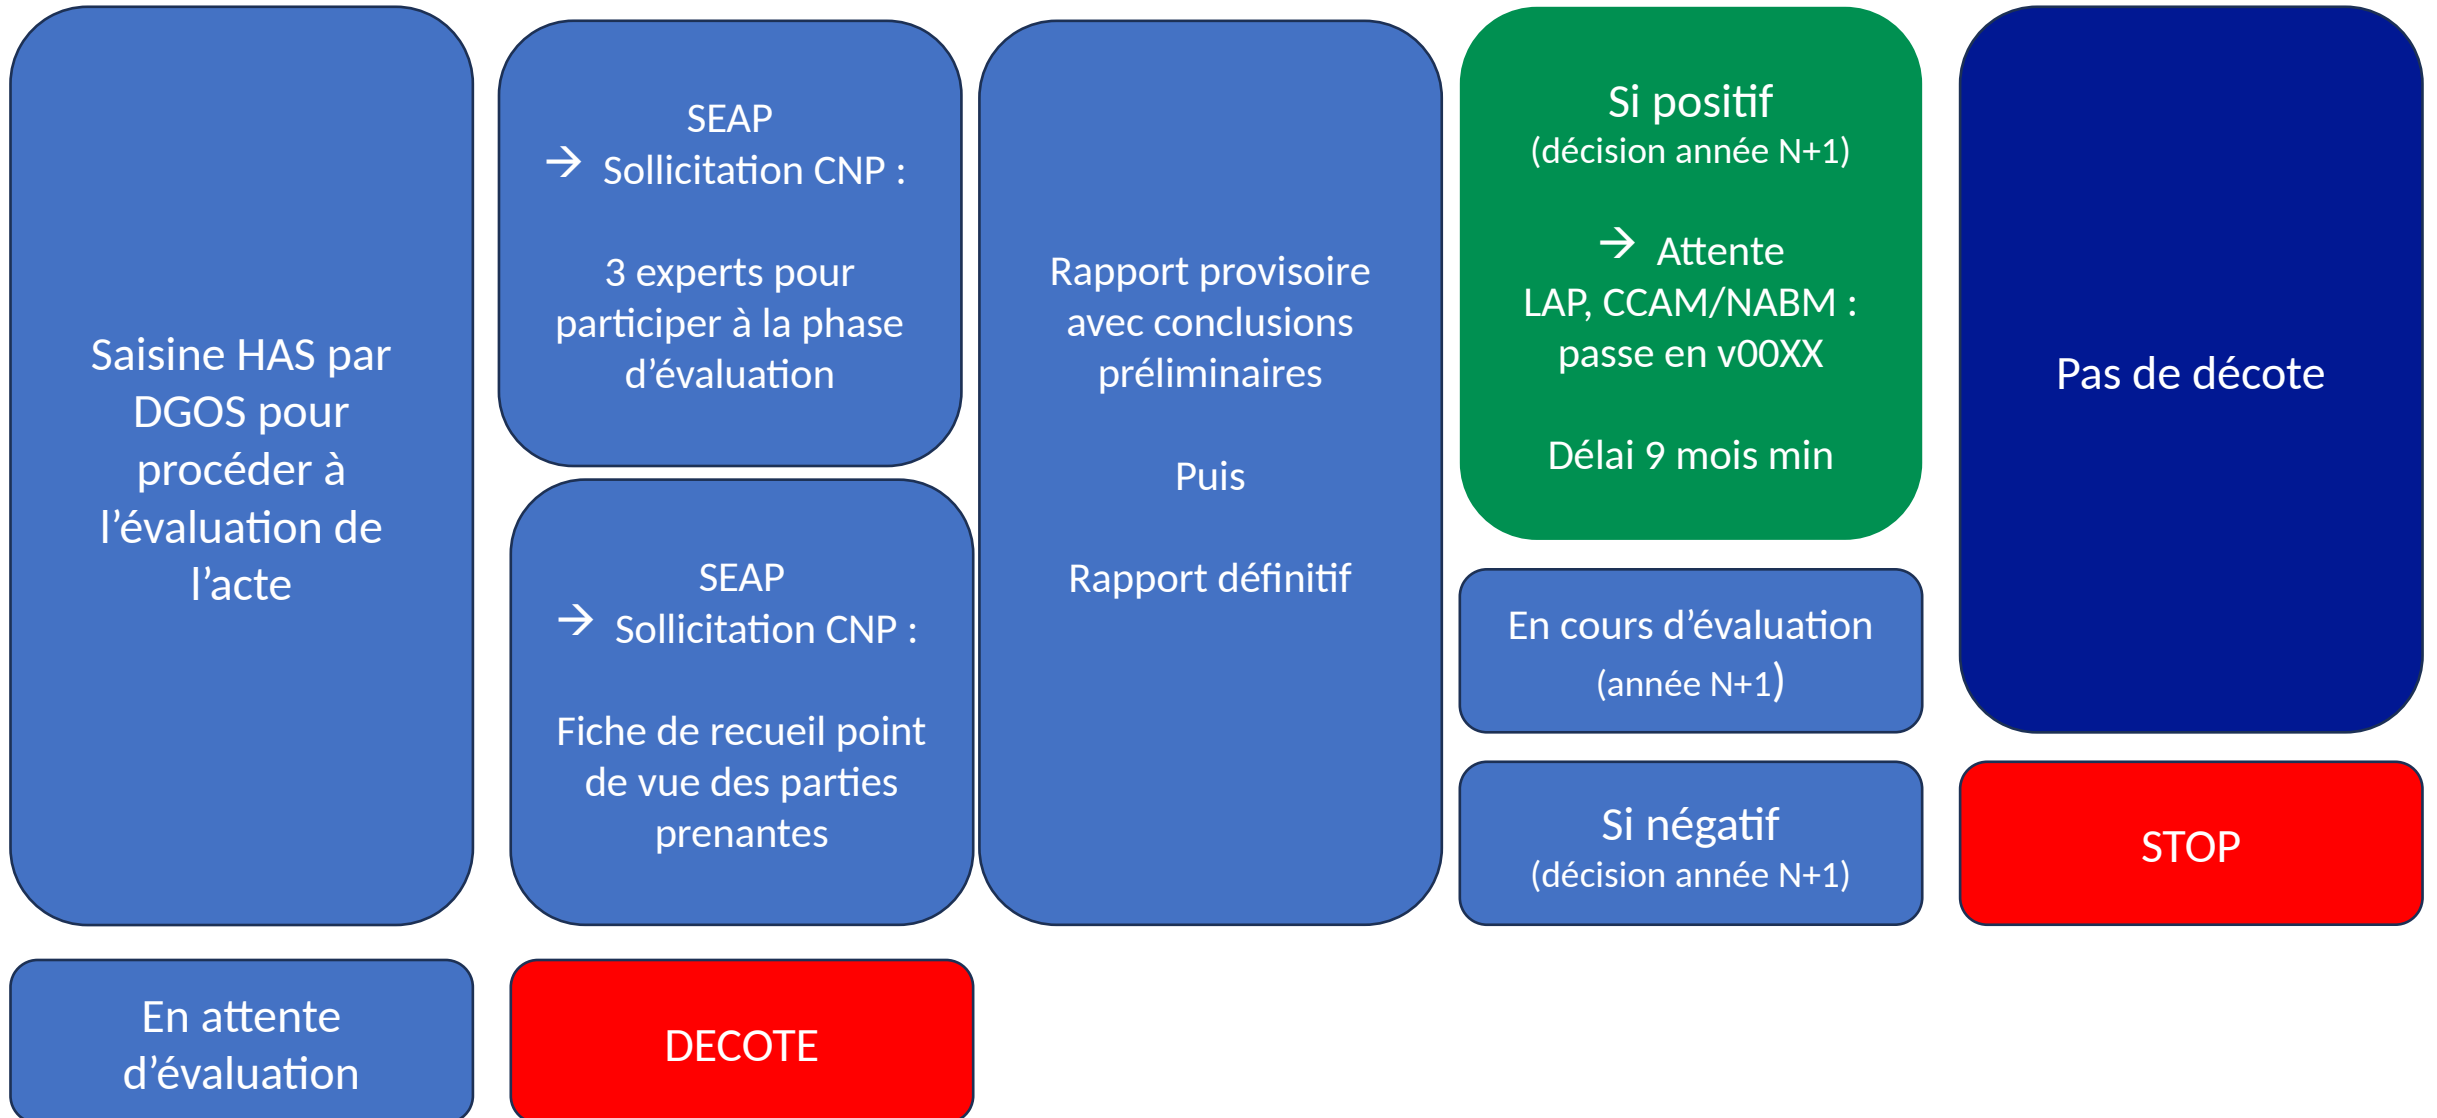 Saisine HAS par
DGOS pour
procéder à
l’évaluation de
l’acte
SEAP
→ Sollicitation CNP :
3 experts pour
participer à la phase
d’évaluation
SEAP
→ Sollicitation CNP :
Fiche de recueil point
de vue des parties
prenantes
Rapport provisoire
avec conclusions
préliminaires
Puis
Rapport définitif
Si positif
(décision année N+1)
→ Attente
LAP, CCAM/NABM :
passe en v00XX
Délai 9 mois min
En cours d’évaluation
(année N+1)
Si négatif
(décision année N+1)
Pas de décote
STOP
En attente
d’évaluation
DECOTE